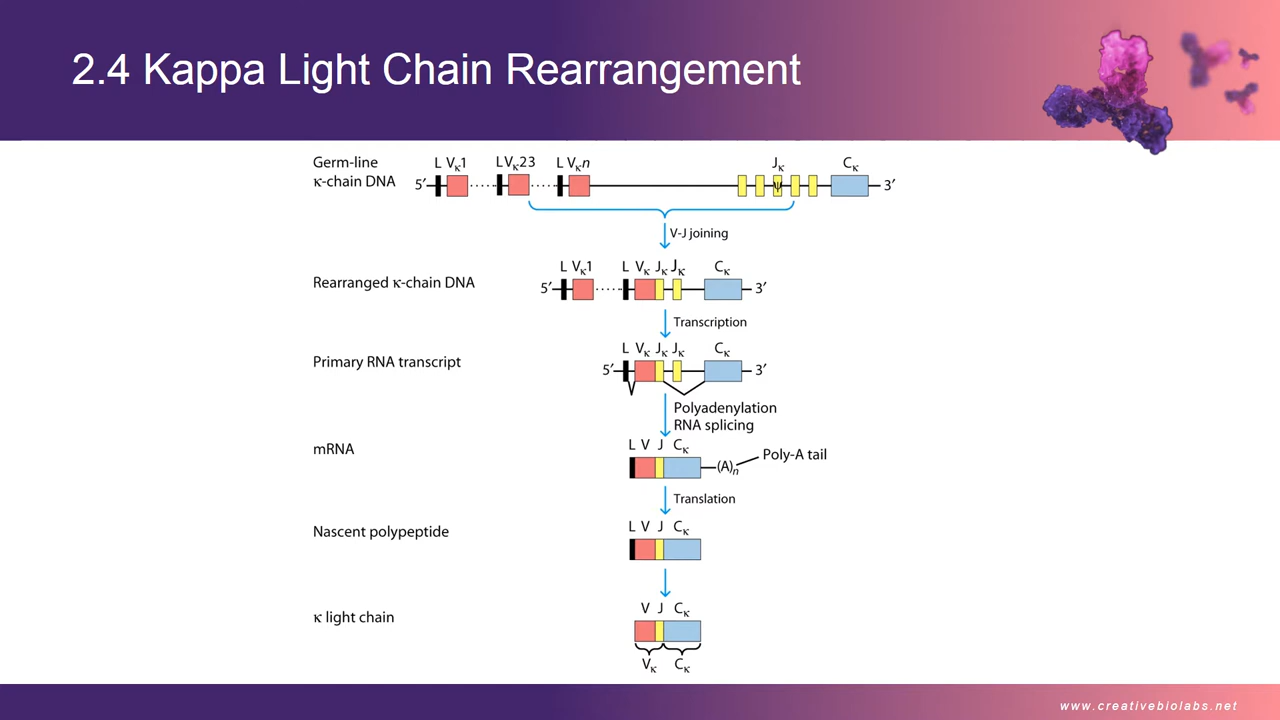 2.4 Kappa Light Chain Rearrangement
Germ-line
κ-chain DNA
L Vκ1 L Vκ23 L Vκn Jκ Cκ
5′ ψ 3′
V-J joining
L Vκ1 L Vκ Jκ Jκ Cκ
Rearranged κ-chain DNA
5′ 3′
Transcription
L Vκ Jκ Jκ Cκ
Primary RNA transcript
5′ 3′
Polyadenylation
RNA splicing
L V J Cκ
mRNA
(A)n
Poly-A tail
Translation
L V J Cκ
Nascent polypeptide
V J Cκ
κ light chain
Vκ Cκ
www.creativebiolabs.net